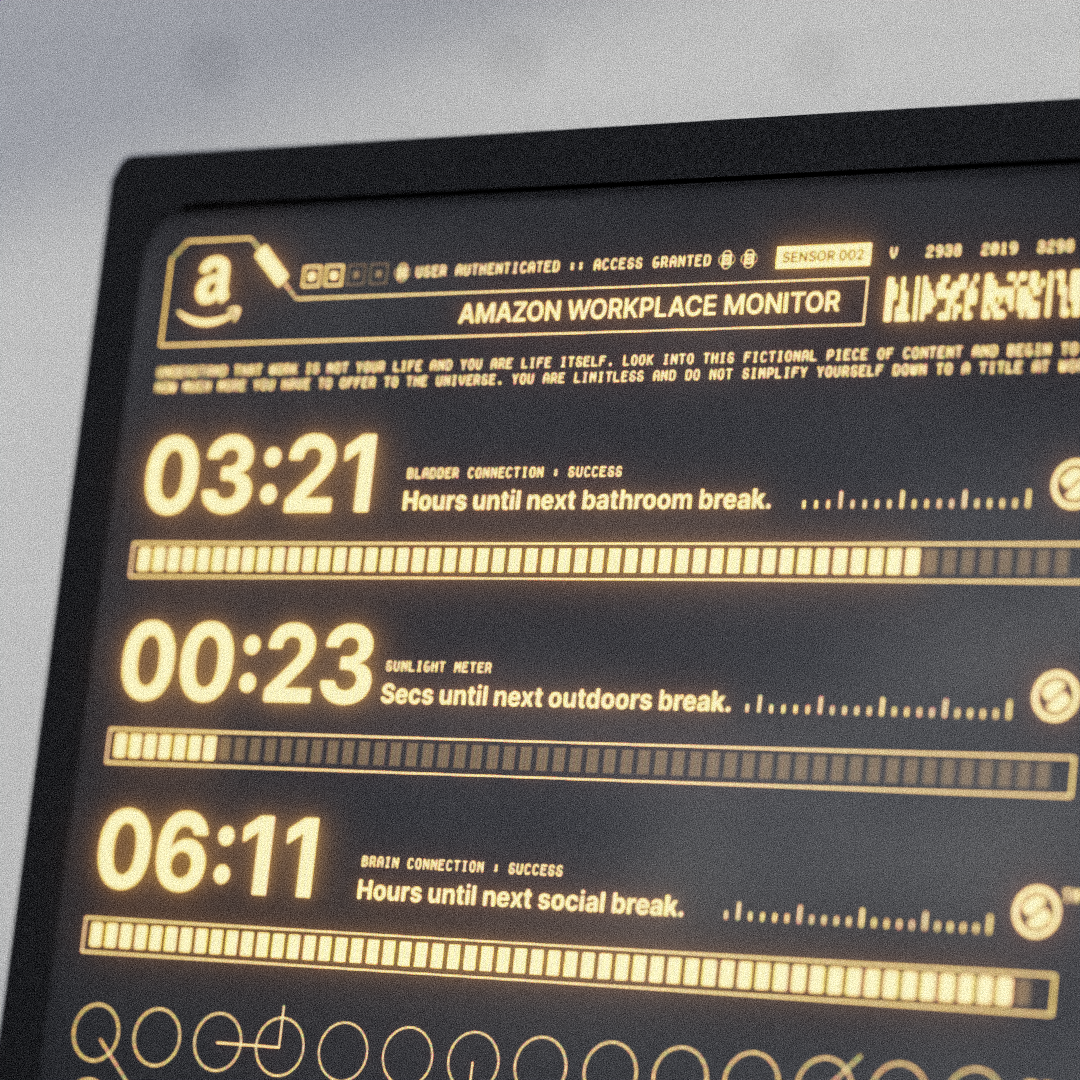 a
USER AUTHENTICATED :: ACCESS GRANTED
SENSOR 002
V 2938 2019 8298
AMAZON WORKPLACE MONITOR
THAT WORK IS NOT YOUR LIFE AND YOU ARE LIFE ITSELF. LOOK INTO THIS FICTIONAL PIECE OF CONTENT AND BEGIN TO
HOW MUCH MORE YOU HAVE TO OFFER TO THE UNIVERSE. YOU ARE LIMITLESS AND DO NOT SIMPLIFY YOURSELF DOWN TO A TITLE AT
03:21
BLADDER CONNECTION : SUCCESS
Hours until next bathroom break.
00:23
SUNLIGHT METER
Secs until next outdoors break.
06:11
BRAIN CONNECTION : SUCCESS
Hours until next social break.